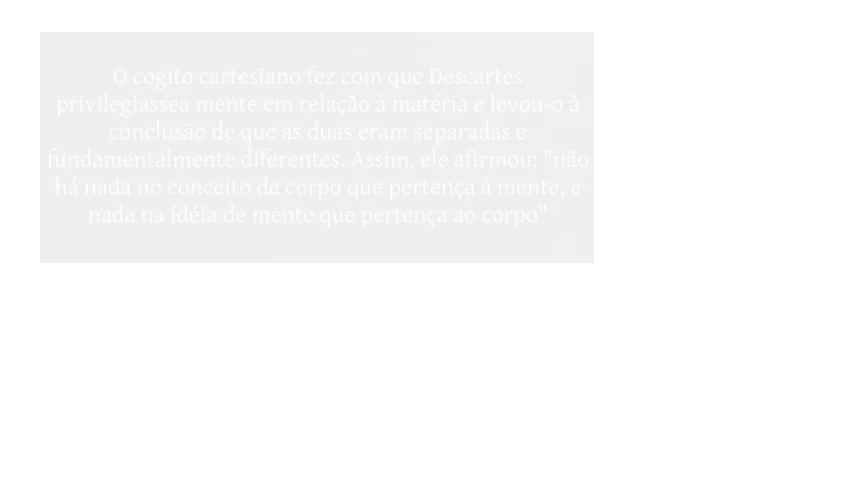 O cogito cartesiano fez com que Descartes
privilegiassea mente em relação à matéria e levou-o à
conclusão de que as duas eram separadas e
fundamentalmente diferentes. Assim, ele afirmou: "não
há nada no conceito de corpo que pertença à mente, e
nada na idéia de mente que pertença ao corpo"